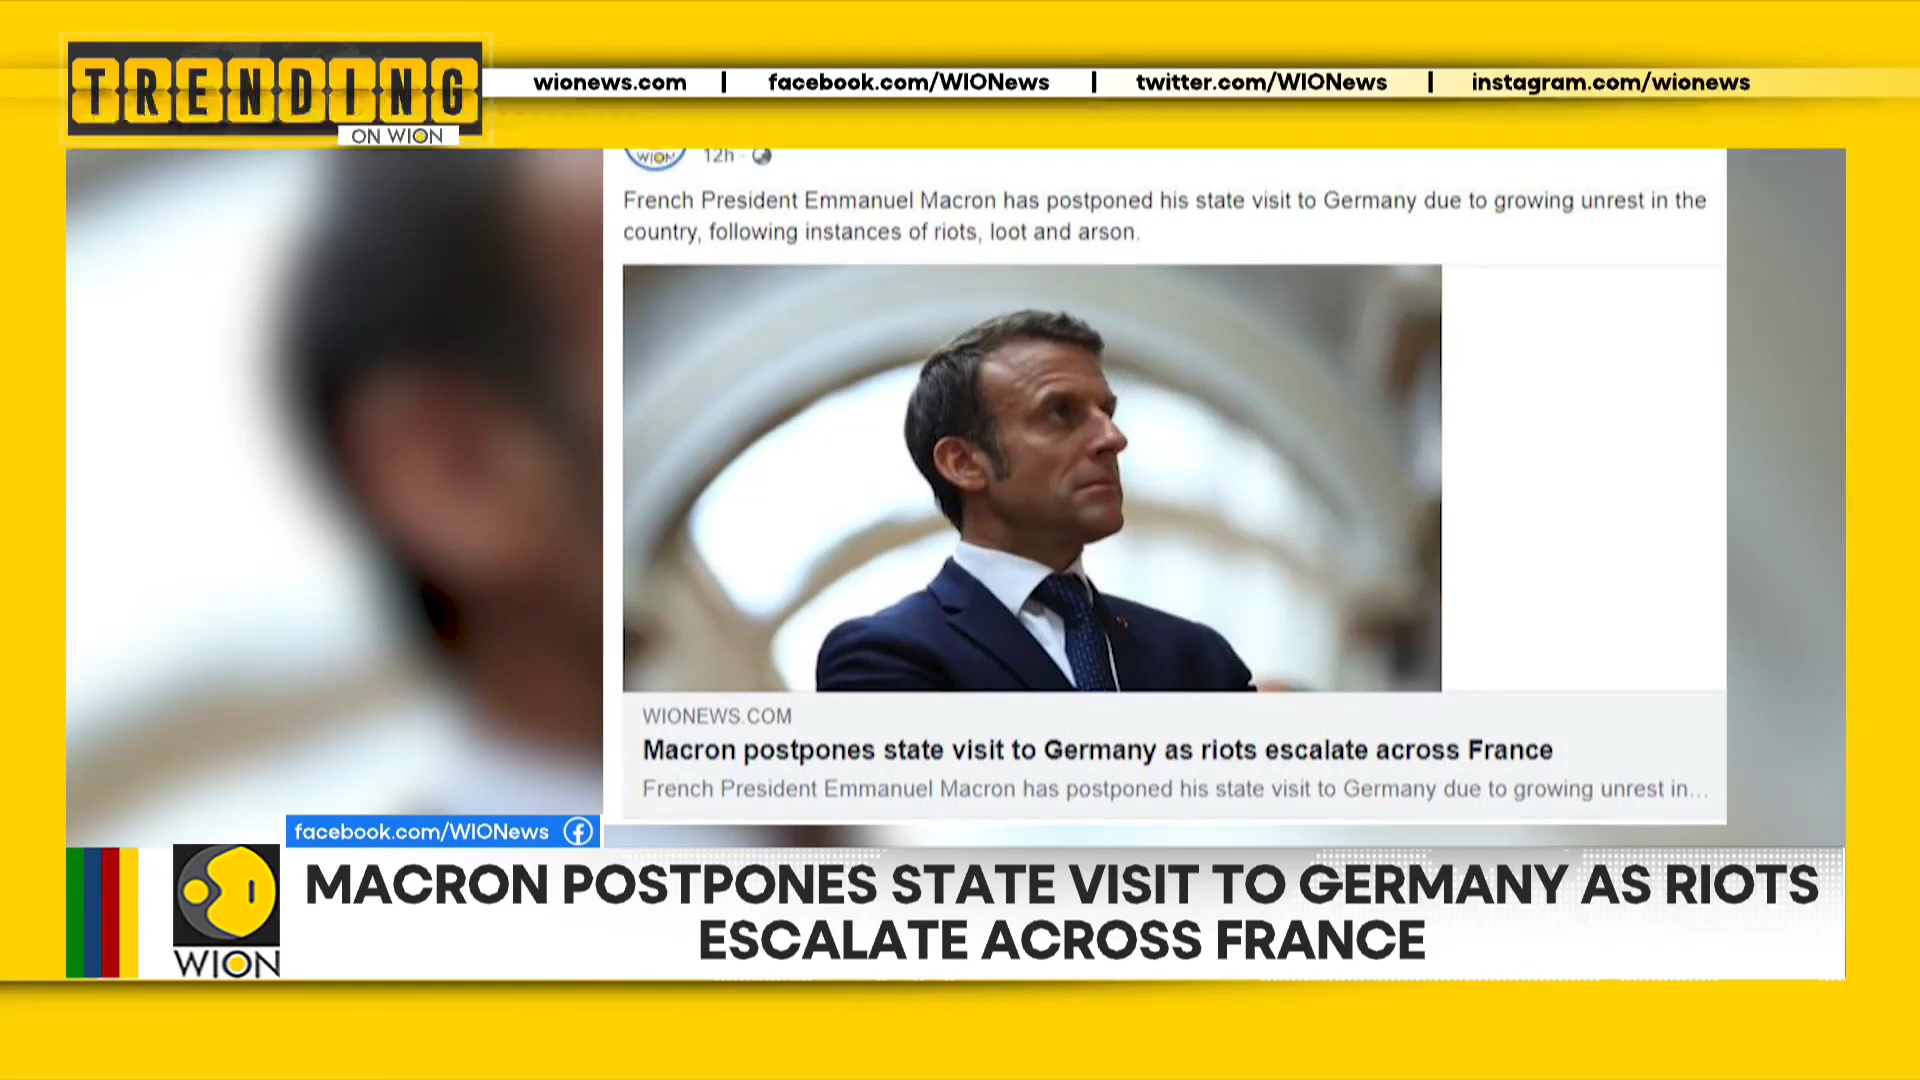 TRENDING
ON WION
wionews.com | facebook.com/WIONews | twitter.com/WIONews | instagram.com/wionews
WION 12h
French President Emmanuel Macron has postponed his state visit to Germany due to growing unrest in the
country, following instances of riots, loot and arson.
WIONEWS.COM
Macron postpones state visit to Germany as riots escalate across France
French President Emmanuel Macron has postponed his state visit to Germany due to growing unrest in...
facebook.com/WIONews
MACRON POSTPONES STATE VISIT TO GERMANY AS RIOTS
ESCALATE ACROSS FRANCE
WION